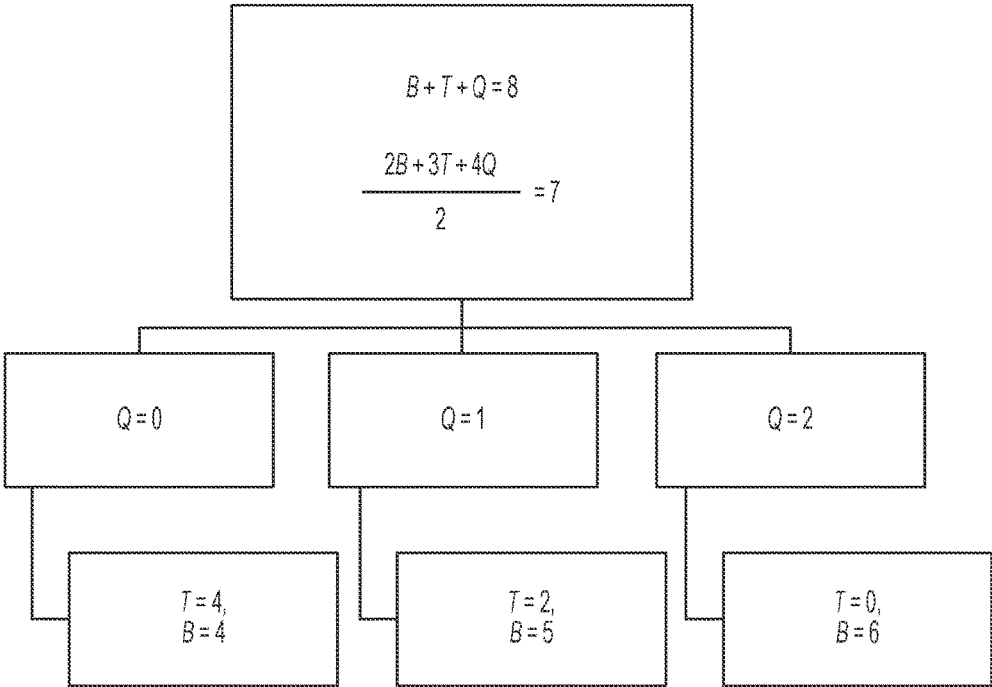 B+T+Q=8
2B+3T+4Q
=7
2
Q=0
Q=1
Q=2
T=4,
B=4
T=2,
B=5
T=0,
B=6